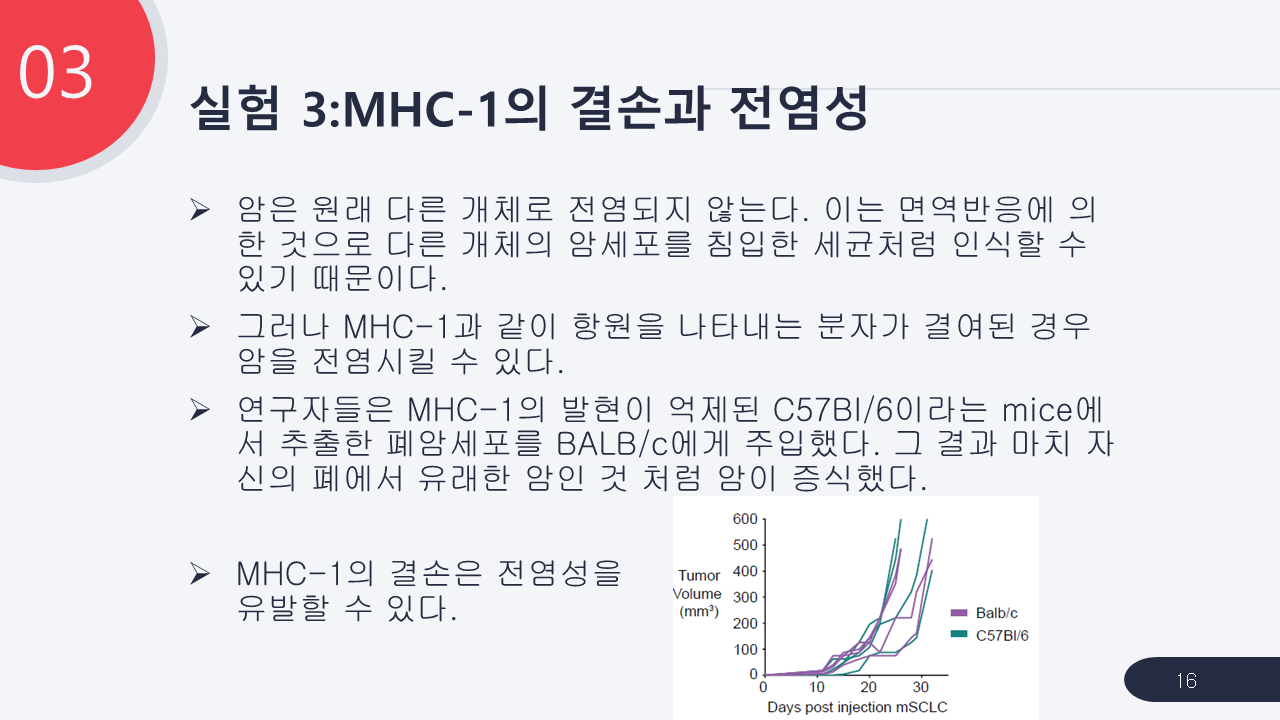 03
실험 3:MHC-1의 결손과 전염성
➢ 암은 원래 다른 개체로 전염되지 않는다. 이는 면역반응에 의
한 것으로 다른 개체의 암세포를 침입한 세균처럼 인식할 수
있기 때문이다.
➢ 그러나 MHC-1과 같이 항원을 나타내는 분자가 결여된 경우
암을 전염시킬 수 있다.
➢ 연구자들은 MHC-1의 발현이 억제된 C57BI/6이라는 mice에
서 추출한 폐암세포를 BALB/c에게 주입했다. 그 결과 마치 자
신의 폐에서 유래한 암인 것 처럼 암이 증식했다.
➢ MHC-1의 결손은 전염성을
유발할 수 있다.
600
500
400
300
200
100
0
Tumor
Volume
(mm³)
0 10 20 30
Days post injection mSCLC
Balb/c
C57Bl/6
16